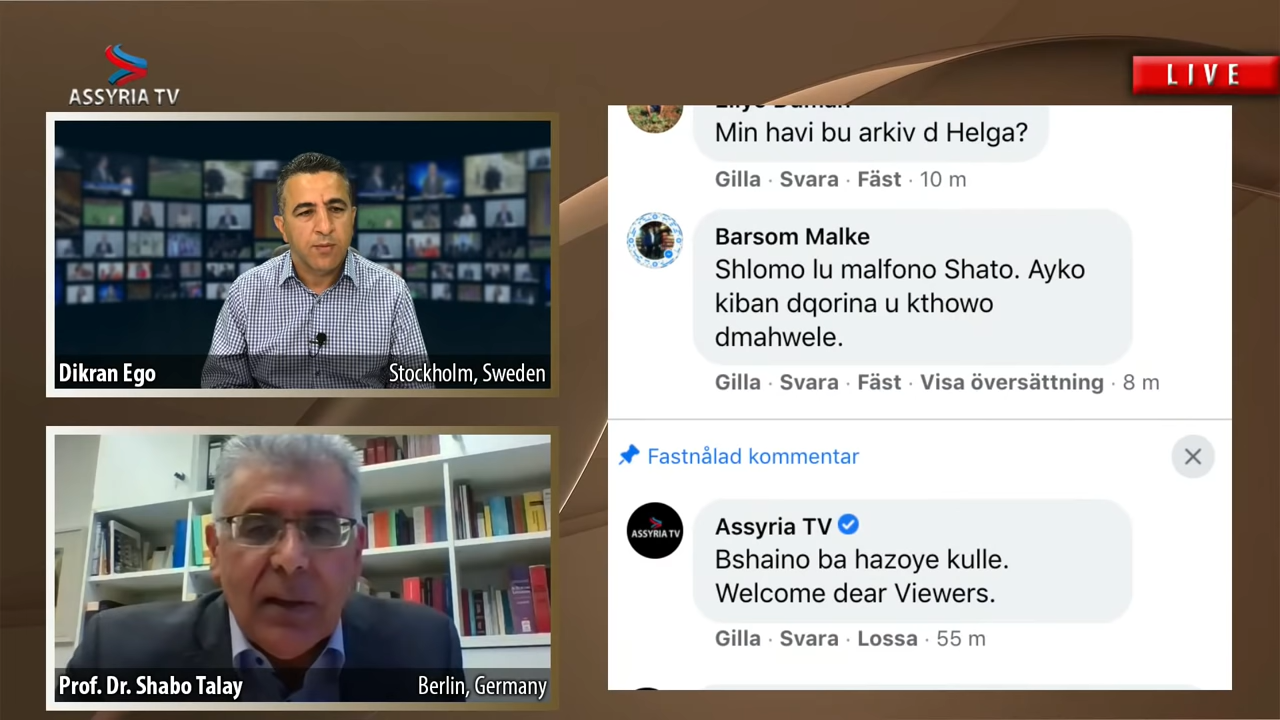 ASSYRIA TV
LIVE
Dikran Ego
Stockholm, Sweden
Prof. Dr. Shabo Talay
Berlin, Germany
Min havi bu arkiv d Helga?
Gilla · Svara · Fäst · 10 m
Barsom Malke
Shlomo lu malfono Shato. Ayko
kiban dqorina u kthowo
dmahwele.
Gilla · Svara · Fäst · Visa översättning · 8 m
Fastnålad kommentar
ASSYRIA TV
Assyria TV
Bshaino ba hazoye kulle.
Welcome dear Viewers.
Gilla · Svara · Lossa · 55 m